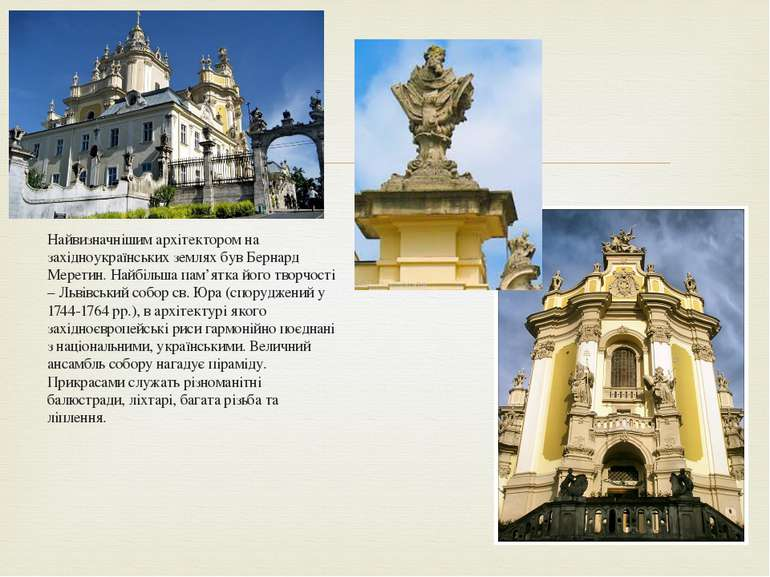 Найвизначнішим архітектором на
західноукраїнських землях був Бернард
Меретин. Найбільша пам’ятка його творчості
– Львівський собор св. Юра (споруджений у
1744-1764 рр.), в архітектурі якого
західноєвропейські риси гармонійно поєднані
з національними, українськими. Величний
ансамбль собору нагадує піраміду.
Прикрасами служать різноманітні
балюстради, ліхтарі, багата різьба та
ліплення.